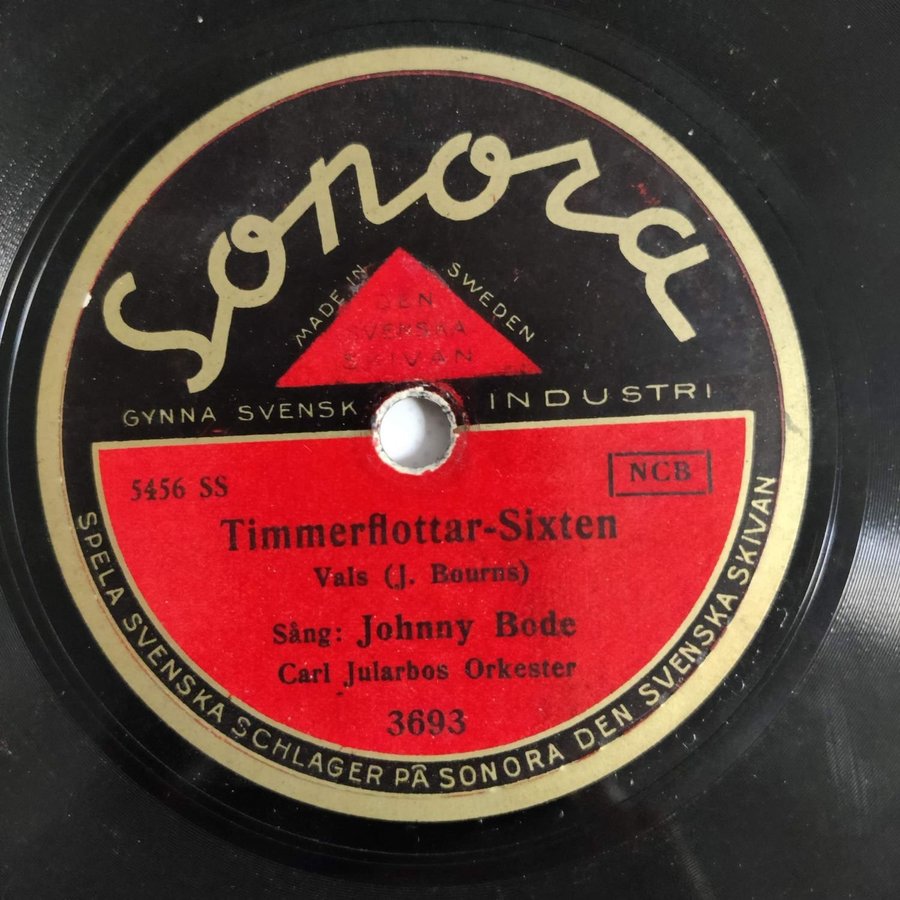 Sonora
MADE IN SWEDEN
DEN
SVENSKA
SKIVAN
GYNNA SVENSK INDUSTRI
5456 SS
NCB
Timmerflottar-Sixten
Vals (J. Bourns)
Sång: Johnny Bode
Carl Jularbos Orkester
3693
SPELA SVENSKA SCHLAGER PÅ SONORA DEN SVENSKA SKIVAN